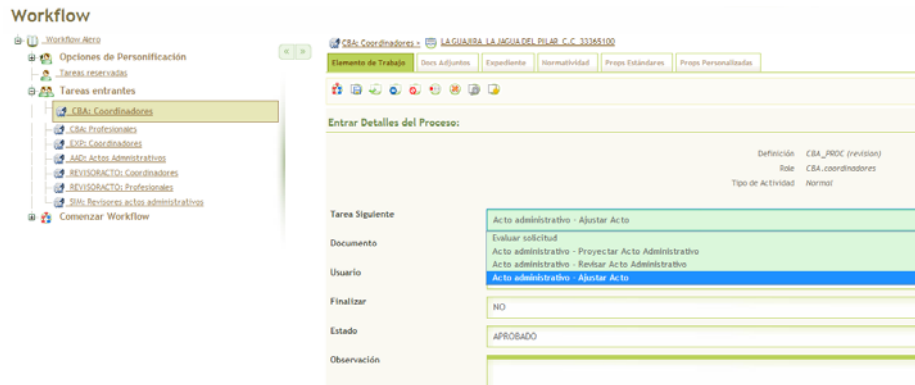 Workflow
Workflow Aero
Opciones de Personificación
Tareas reservadas
Tareas entrantes
CBA: Coordinadores
CBA: Profesionales
EXP: Coordinadores
AAD: Actos Admnistrativos
REVISORACTO: Coordinadores
REVISORACTO: Profesionales
SIM: Revisores actos administrativos
Comenzar Workflow
< >
CBA: Coordinadores - LA GUAJIRA_LA JAGUA DEL PILAR_C.C_33365100
Elemento de Trabajo Docs Adjuntos Expediente Normatividad Props Estándares Props Personalizadas
Entrar Detalles del Proceso:
Definición CBA_PROC (revision)
Role CBA.coordinadores
Tipo de Actividad Normal
Tarea Siguiente
Acto administrativo - Ajustar Acto
Evaluar solicitud
Acto administrativo - Proyectar Acto Administrativo
Acto administrativo - Revisar Acto Administrativo
Acto administrativo - Ajustar Acto
Documento
Usuario
Finalizar
NO
Estado
APROBADO
Observación